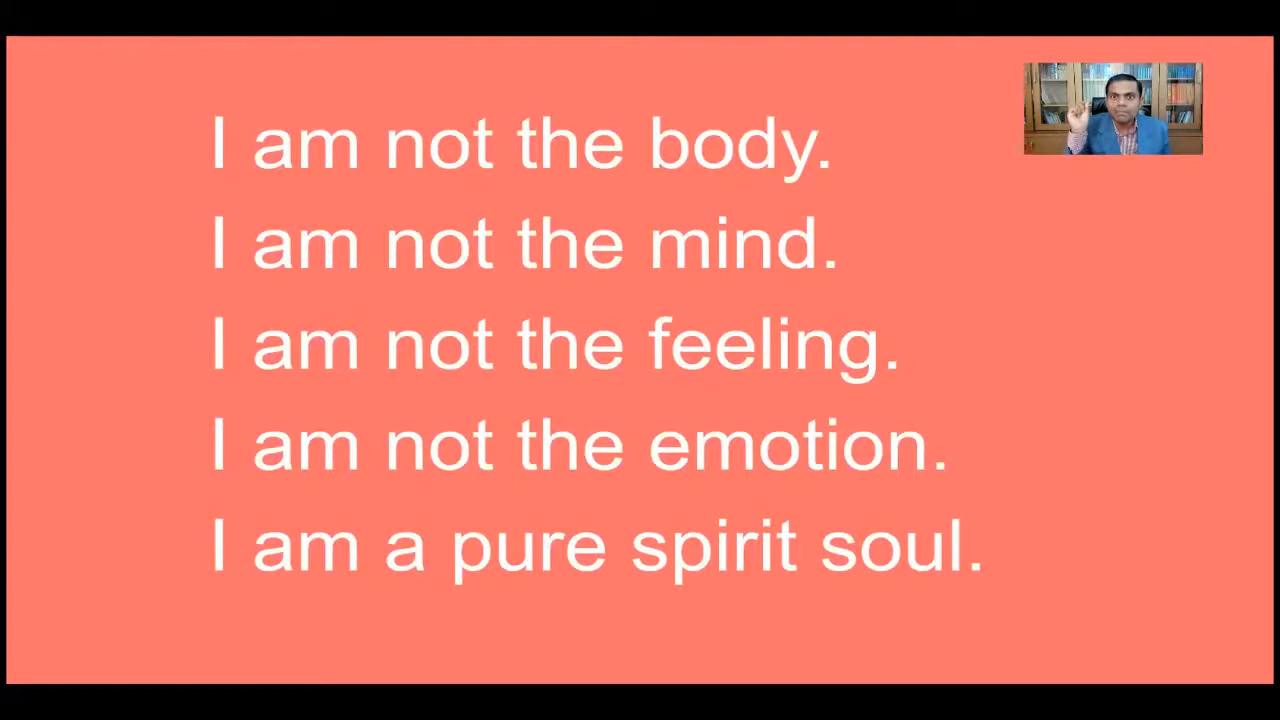 I am not the body.
I am not the mind.
I am not the feeling.
I am not the emotion.
I am a pure spirit soul.